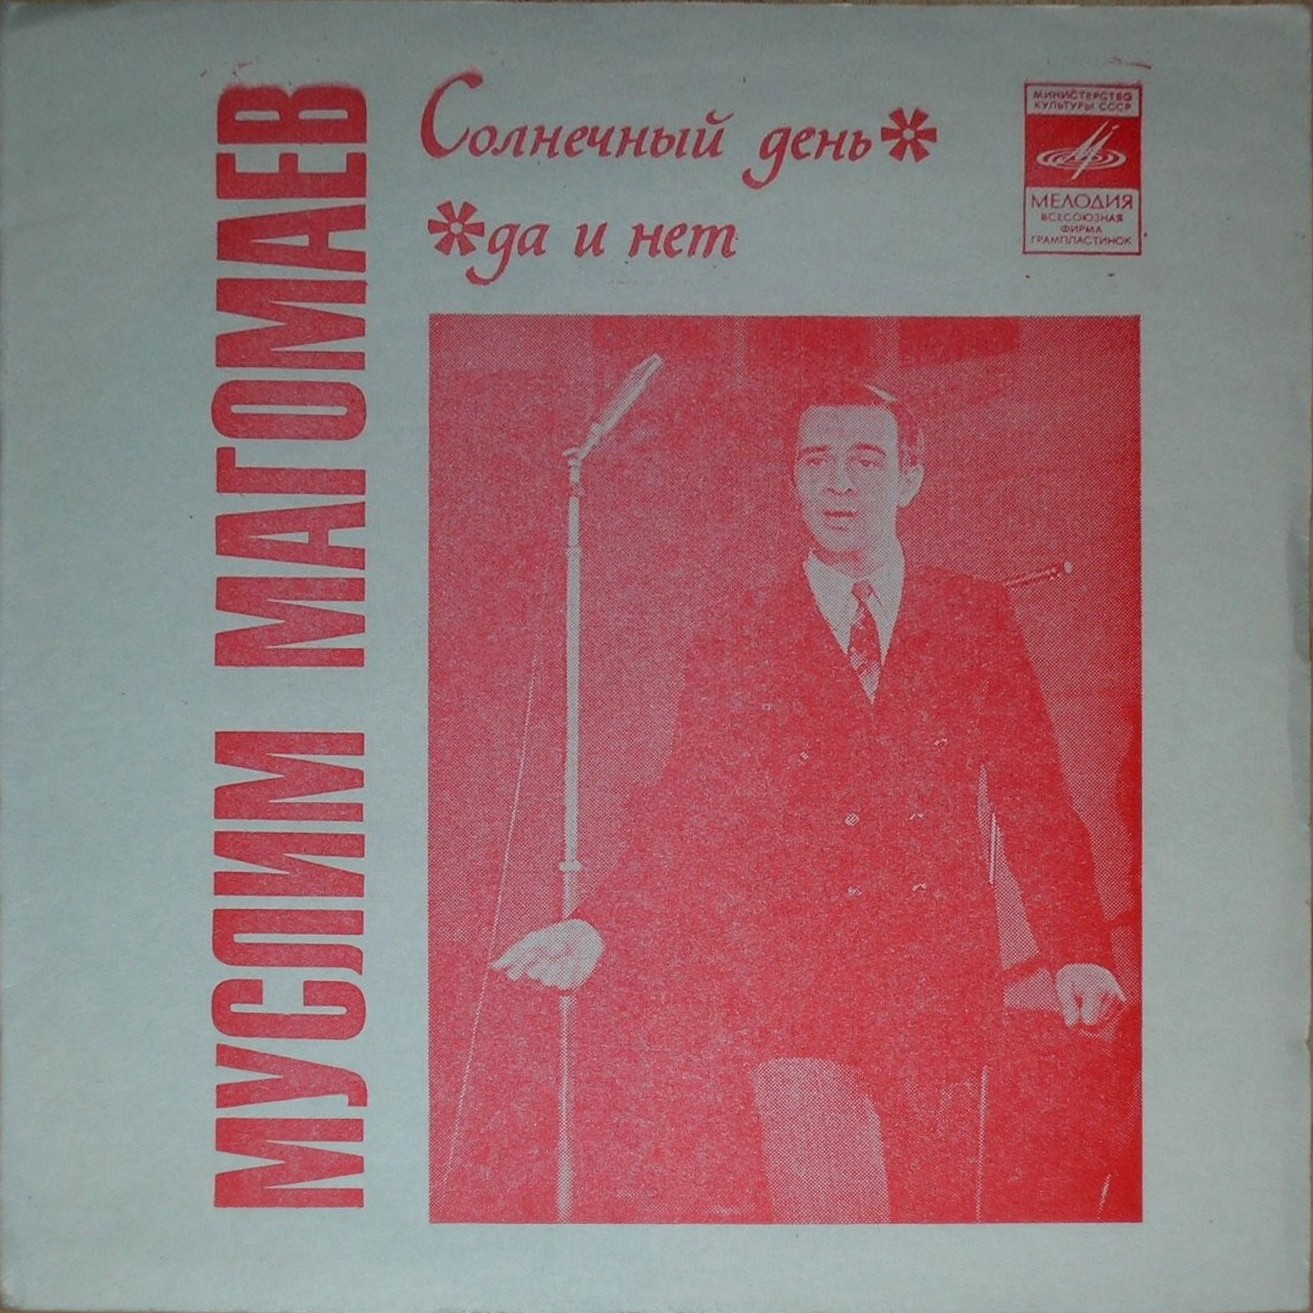 МУСЛИМ МАГОМАЕВ
Солнечный день
да и нет
МИНИСТЕРСТВО
КУЛЬТУРЫ СССР
МЕЛОДИЯ
ВСЕСОЮЗНАЯ
ФИРМА
ГРАМПЛАСТИНОК